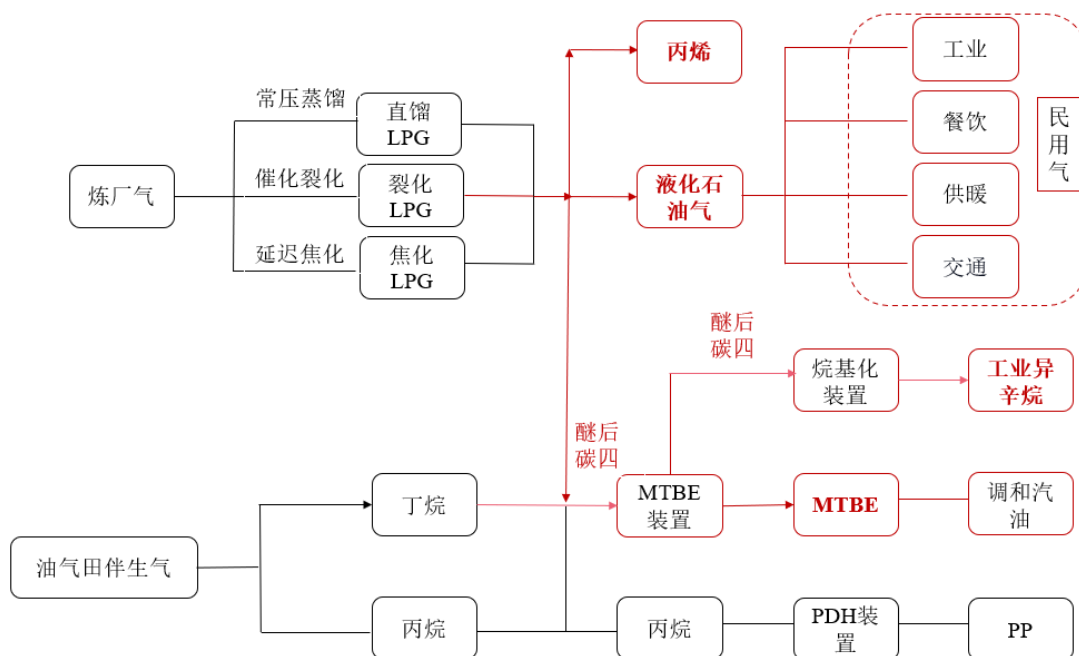 丙烯
工业
常压蒸馏
直馏
LPG
餐饮
民
用
气
炼厂气
催化裂化
裂化
LPG
液化石
油气
供暖
延迟焦化
焦化
LPG
交通
醚后
碳四
烷基化
装置
工业异
辛烷
醚后
碳四
丁烷
MTBE
装置
MTBE
调和汽
油
油气田伴生气
丙烷
丙烷
PDH装
置
PP